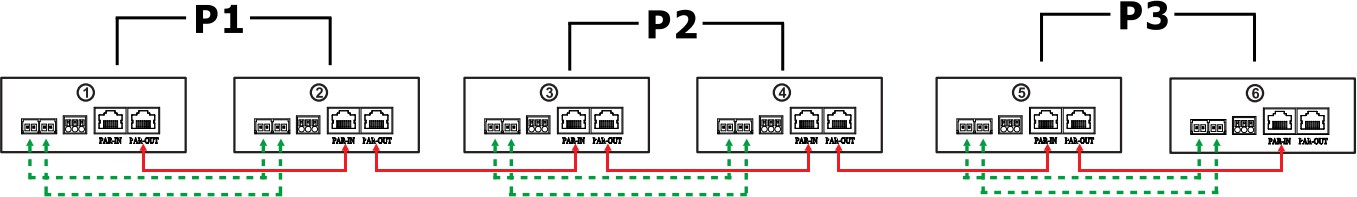 P1 P2 P3
① ② ③ ④ ⑤ ⑥
PAR-IN PAR-OUT PAR-IN PAR-OUT PAR-IN PAR-OUT PAR-IN PAR-OUT PAR-IN PAR-OUT PAR-IN PAR-OUT